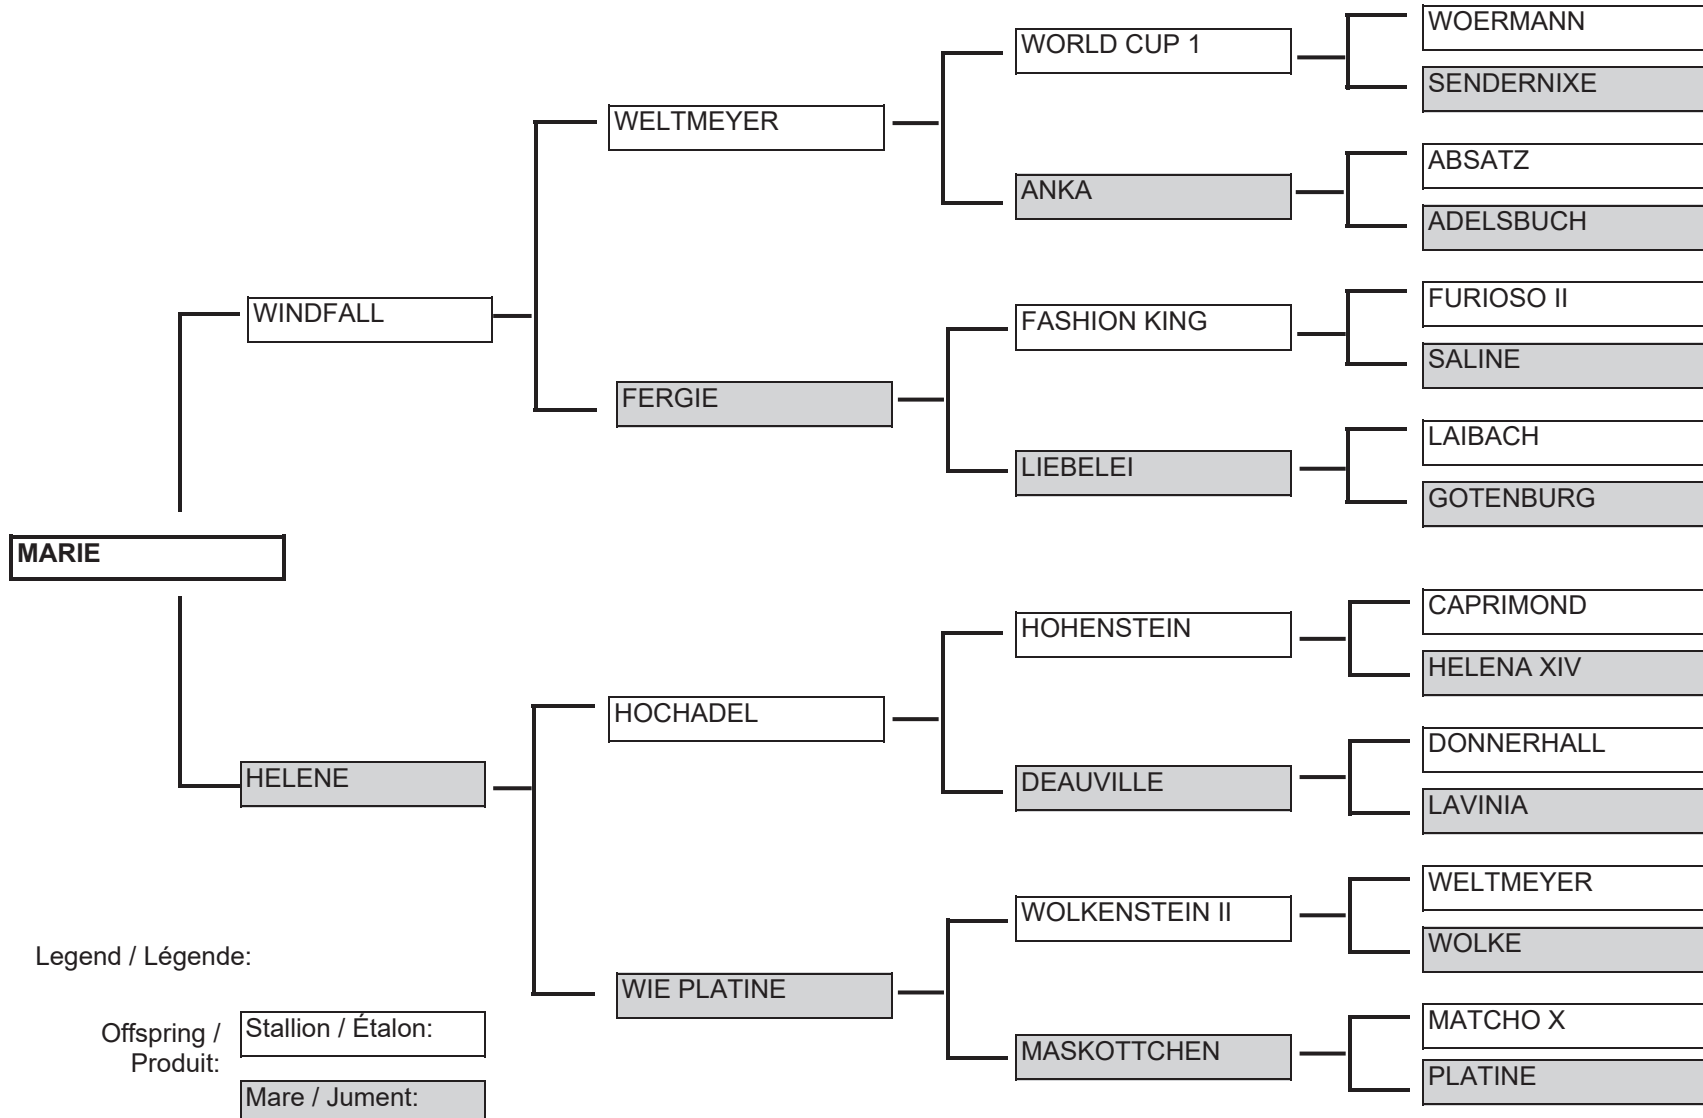 WOERMANN
WORLD CUP 1
SENDERNIXE
WELTMEYER
ABSATZ
ANKA
ADELSBUCH
WINDFALL
FURIOSO II
FASHION KING
SALINE
FERGIE
LAIBACH
LIEBELEI
GOTENBURG
MARIE
CAPRIMOND
HOHENSTEIN
HELENA XIV
HOCHADEL
DONNERHALL
HELENE
DEAUVILLE
LAVINIA
WELTMEYER
WOLKENSTEIN II
WOLKE
WIE PLATINE
MATCHO X
MASKOTTCHEN
PLATINE
Legend / Légende:
Offspring /
Produit:
Stallion / Étalon:
Mare / Jument: